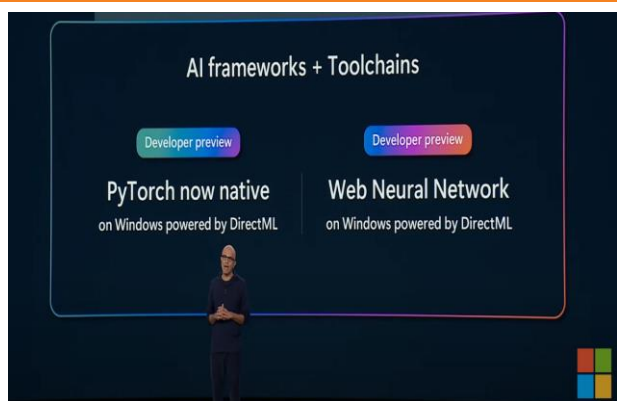 AI frameworks + Toolchains
Developer preview
PyTorch now native
on Windows powered by DirectML
Developer preview
Web Neural Network
on Windows powered by DirectML